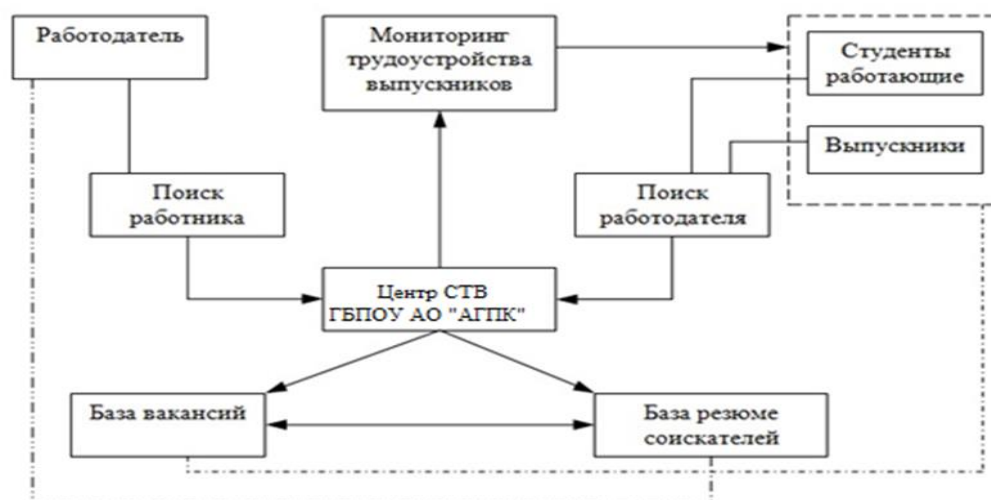 Работодатель
Мониторинг
трудоустройства
выпускников
Студенты
работающие
Выпускники
Поиск
работника
Поиск
работодателя
Центр СТВ
ГБПОУ АО "АГПК"
База вакансий
База резюме
соискателей